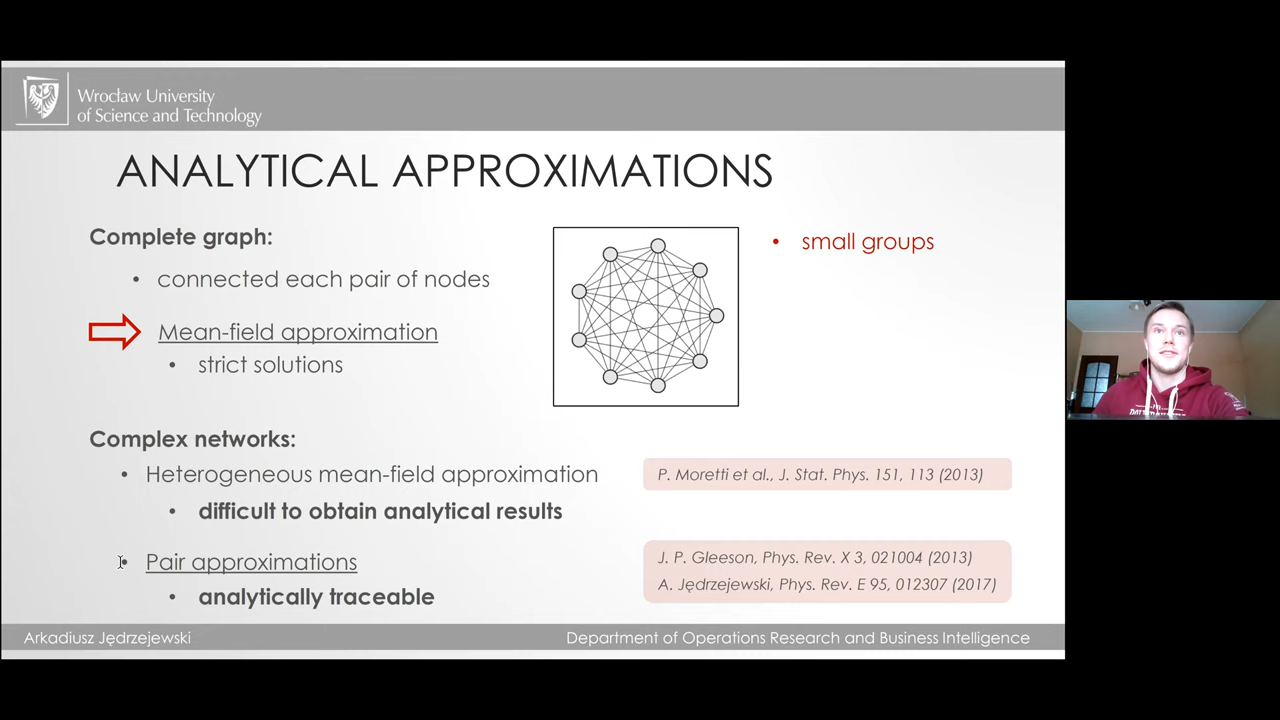 Wrocław University
of Science and Technology
ANALYTICAL APPROXIMATIONS
Complete graph:
• connected each pair of nodes
Mean-field approximation
• strict solutions
• small groups
Complex networks:
• Heterogeneous mean-field approximation
P. Moretti et al., J. Stat. Phys. 151, 113 (2013)
• difficult to obtain analytical results
• Pair approximations
• analytically traceable
J. P. Gleeson, Phys. Rev. X 3, 021004 (2013)
A. Jędrzejewski, Phys. Rev. E 95, 012307 (2017)
Arkadiusz Jędrzejewski
Department of Operations Research and Business Intelligence